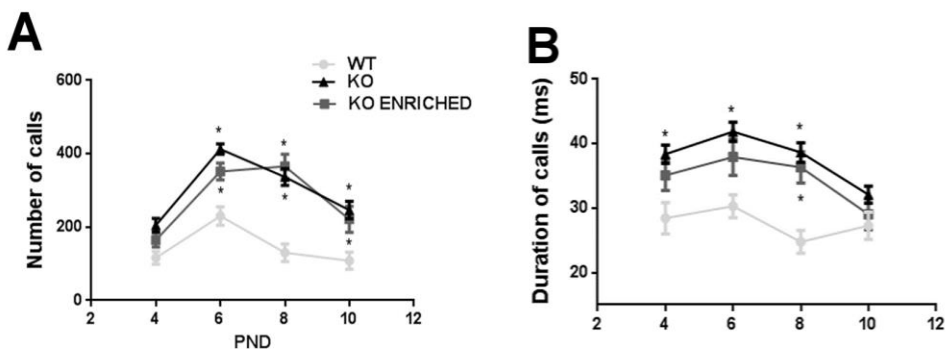 A
B
WT
KO
KO ENRICHED
Number of calls
600
400
200
0
* * *
* * *
2 4 6 8 10 12
PND
Duration of calls (ms)
50
40
30
20
* * *
*
2 4 6 8 10 12